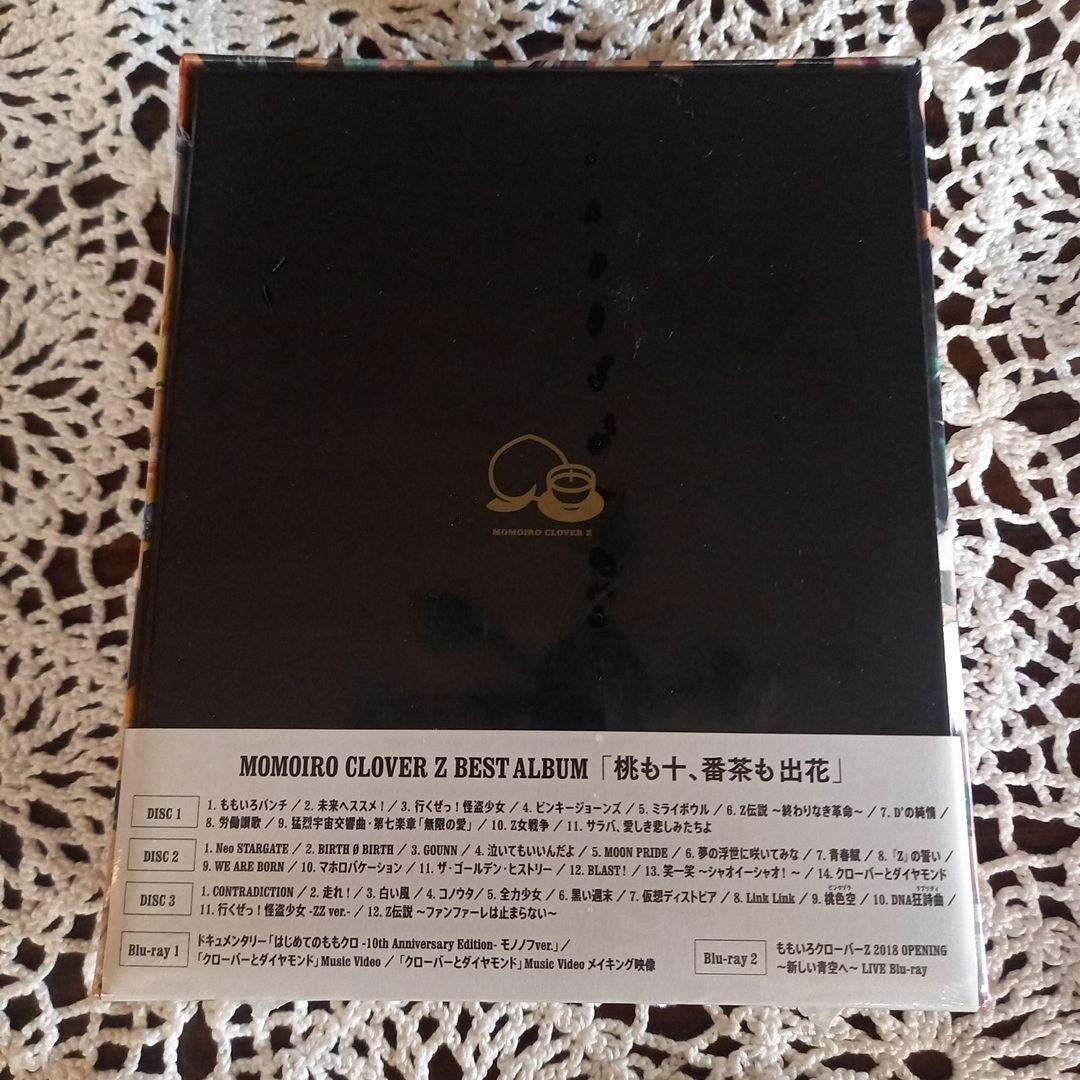 MOMOIRO CLOVER Z
MOMOIRO CLOVER Z BEST ALBUM「桃も十、番茶も出花」
DISC 1
1. ももいろパンチ / 2. 未来へススメ! / 3. 行くぜっ!怪盗少女 / 4. ピンキージョーンズ / 5. ミライボウル / 6. Z伝説 〜終わりなき革命〜 / 7. D'の純情 /
8. 労働讃歌 / 9. 猛烈宇宙交響曲・第七楽章「無限の愛」 / 10. Z女戦争 / 11. サラバ、愛しき悲しみたちよ
DISC 2
1. Neo STARGATE / 2. BIRTH Ø BIRTH / 3. GOUNN / 4. 泣いてもいいんだよ / 5. MOON PRIDE / 6. 夢の浮世に咲いてみな / 7. 青春賦 / 8. 『Z』の誓い /
9. WE ARE BORN / 10. マホロバケーション / 11. ザ・ゴールデン・ヒストリー / 12. BLAST! / 13. 笑一笑 〜シャオイーシャオ!〜 / 14. クローバーとダイヤモンド
DISC 3
1. CONTRADICTION / 2. 走れ! / 3. 白い風 / 4. コノウタ / 5. 全力少女 / 6. 黒い週末 / 7. 仮想ディストピア / 8. Link Link / 9. 桃色空 / 10. DNA狂詩曲 /
ピンクゾラ ラプソディ
11. 行くぜっ!怪盗少女 -ZZ ver.- / 12. Z伝説 〜ファンファーレは止まらない〜
Blu-ray 1
ドキュメンタリー「はじめてのももクロ -10th Anniversary Edition- モノノフver.」 /
「クローバーとダイヤモンド」Music Video / 「クローバーとダイヤモンド」Music Video メイキング映像
Blu-ray 2
ももいろクローバーZ 2018 OPENING
〜新しい青空へ〜 LIVE Blu-ray